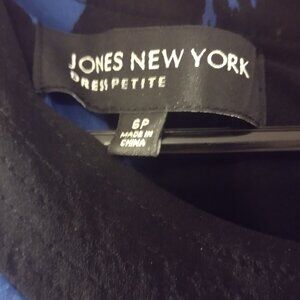 JONES NEW YORK
DRESS PETITE
6P
MADE IN
CHINA